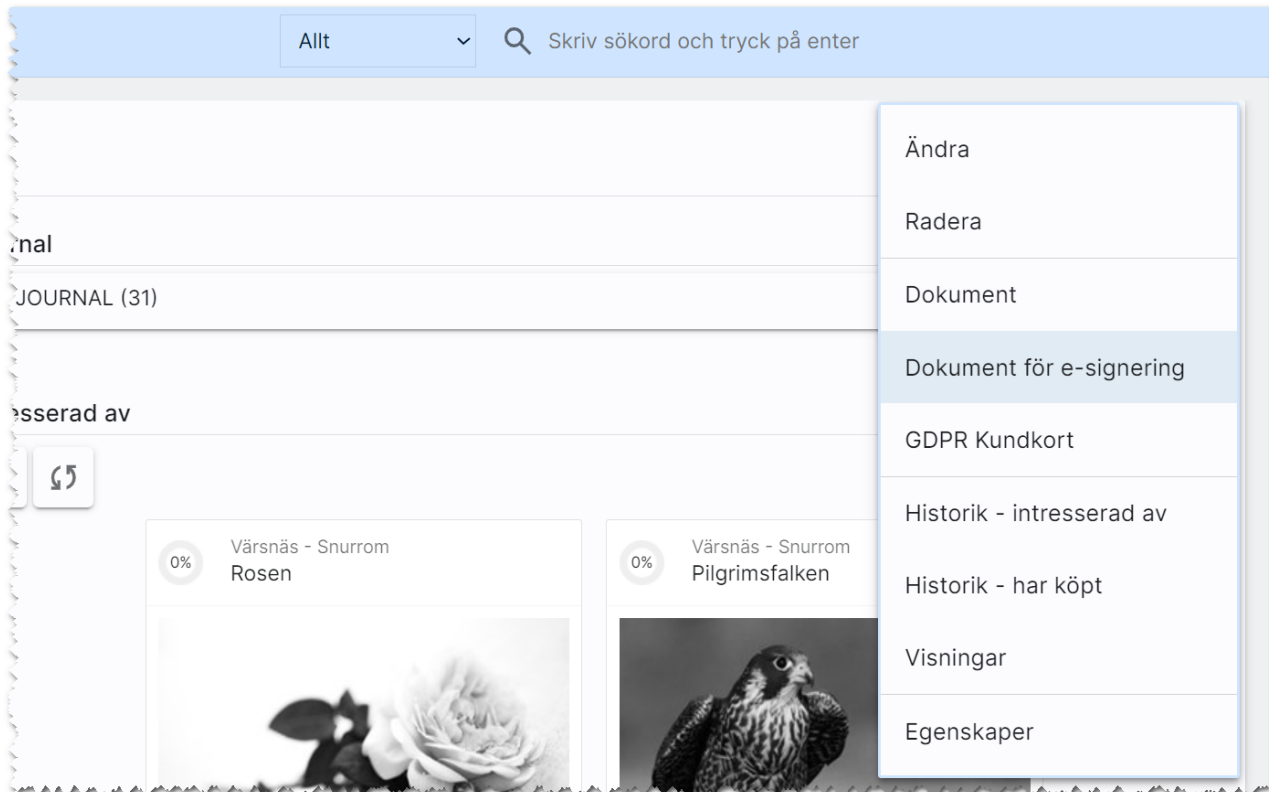 Allt
Skriv sökord och tryck på enter
Ändra
Radera
Dokument
Dokument för e-signering
GDPR Kundkort
Historik - intresserad av
Historik - har köpt
Visningar
Egenskaper
rnal
JOURNAL (31)
esserad av
0%
Värsnäs - Snurrom
Rosen
0%
Värsnäs - Snurrom
Pilgrimsfalken